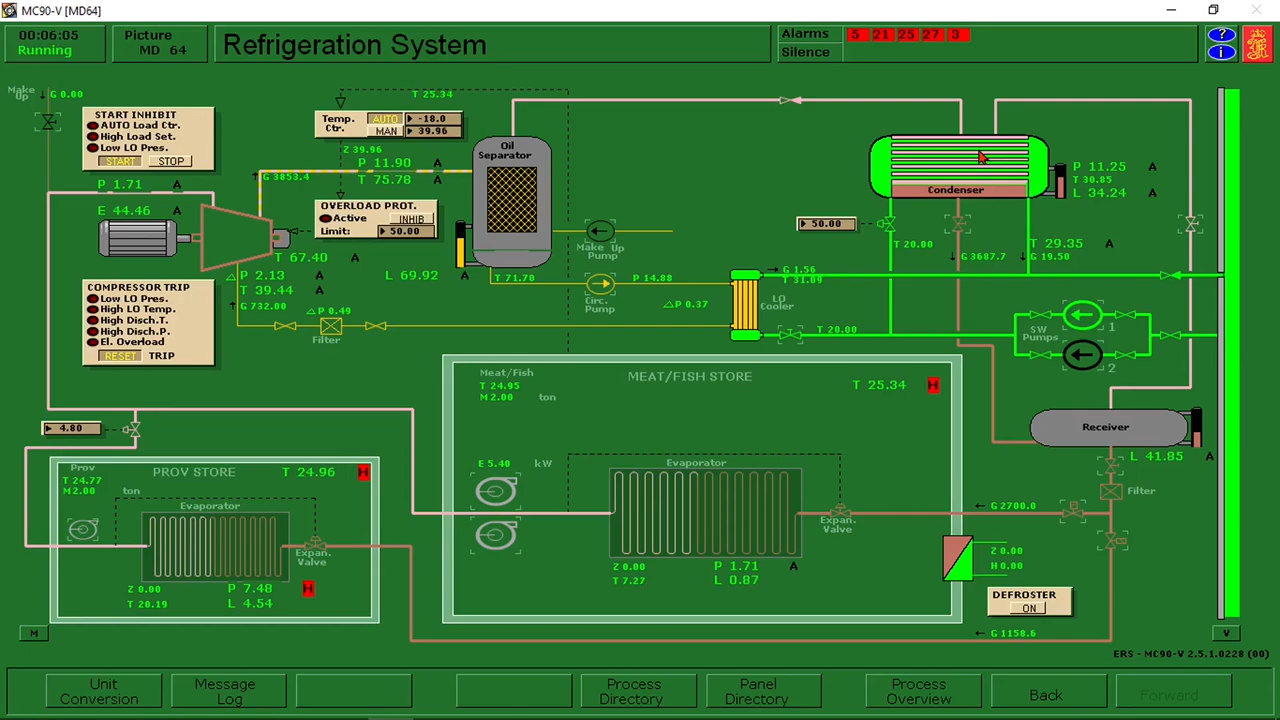 MC90-V [MD64]
00:06:05
Running
Picture
MD 64
Refrigeration System
Alarms
5 21 25 27 3
Silence
?
i
Make
Up
G 0.00
START INHIBIT
AUTO Load Ctr.
High Load Set.
Low LO Pres.
START STOP
P 1.71 A
E 44.46 A
T 25.34
Temp.
Ctr.
AUTO
MAN
-18.0
39.96
Z 39.96
P 11.90 A
T 75.78 A
G 3853.4
OVERLOAD PROT.
Active INHIB
Limit: 50.00
T 67.40 A
P 2.13 A
T 39.44 A
G 732.00
P 0.49
Filter
COMPRESSOR TRIP
Low LO Pres.
High LO Temp.
High Disch.T.
High Disch.P.
El. Overload
RESET TRIP
Oil
Separator
L 69.92 A
T 71.70
Make Up
Pump
Circ.
Pump
P 14.88
P 0.37
LO
Cooler
G 1.56
T 31.09
T 20.00
Condenser
P 11.25 A
T 30.85
L 34.24 A
50.00
T 20.00
G 3687.7
T 29.35 A
G 19.50
SW
Pumps
1
2
Receiver
L 41.85 A
Filter
4.80
Prov
T 24.77
M 2.00 ton
PROV STORE
T 24.96 H
Evaporator
Expan.
Valve
Z 0.00
T 20.19
P 7.48 H
L 4.54
Meat/Fish
T 24.95
M 2.00 ton
MEAT/FISH STORE
T 25.34 H
E 5.40 kW
Evaporator
Expan.
Valve
Z 0.00
T 7.27
P 1.71 A
L 0.87
G 2700.0
Z 0.00
H 0.00
DEFROSTER
ON
G 1158.6
M
V
ERS - MC90-V 2.5.1.0228 (00)
Unit
Conversion
Message
Log
Process
Directory
Panel
Directory
Process
Overview
Back
Forward